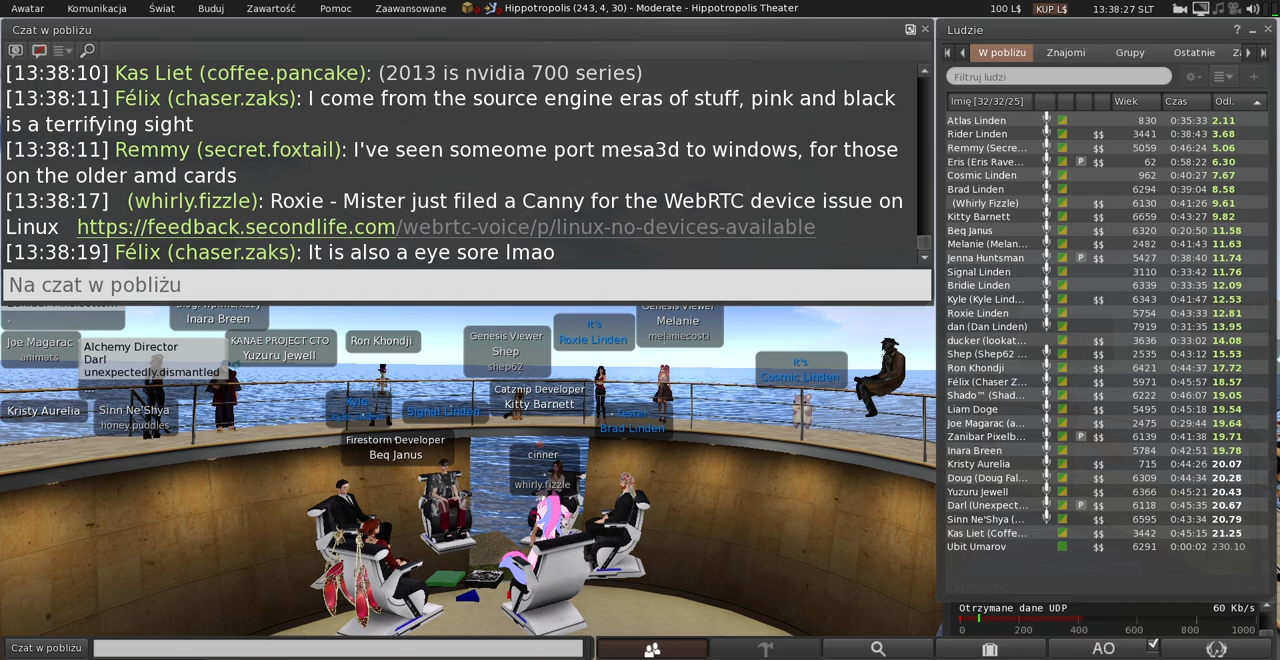 Awatar Komunikacja Świat Buduj Zawartość Pomoc Zaawansowane Hippotropolis (243, 4, 30) - Moderate - Hippotropolis Theater 100 L$ KUP L$ 13:38:27 SLT
Czat w pobliżu
[13:38:10] Kas Liet (coffee.pancake): (2013 is nvidia 700 series)
[13:38:11] Félix (chaser.zaks): I come from the source engine eras of stuff, pink and black
is a terrifying sight
[13:38:11] Remmy (secret.foxtail): I've seen someome port mesa3d to windows, for those
on the older amd cards
[13:38:17] (whirly.fizzle): Roxie - Mister just filed a Canny for the WebRTC device issue on
Linux https://feedback.secondlife.com/webrtc-voice/p/linux-no-devices-available
[13:38:19] Félix (chaser.zaks): It is also a eye sore lmao
Na czat w pobliżu
Inara Breen
Joe Magarac
animats
Alchemy Director
Darl
unexpectedly.dismantled
...
KANAE PROJECT CTO
Yuzuru Jewell
Ron Khondji
Genesis Viewer
Shep
shep62
It's
Roxie Linden
Genesis Viewer
Melanie
melaniecosti
It's
Cosmic Linden
Kristy Aurelia
Sinn Ne'Shya
honey.puddles
Kyle
Signal Linden
Catznip Developer
Kitty Barnett
Tester
Brad Linden
Firestorm Developer
Beq Janus
cinner
whirly.fizzle
Ludzie
W pobliżu Znajomi Grupy Ostatnie
Filtruj ludzi
Imię [32/32/25] Wiek Czas Odl.
Atlas Linden 830 0:35:33 2.11
Rider Linden $$ 3441 0:38:43 3.68
Remmy (Secre... $$ 5059 0:46:24 5.06
Eris (Eris Rave... P $$ 62 0:58:22 6.30
Cosmic Linden 962 0:40:27 7.67
Brad Linden 6294 0:39:04 8.58
(Whirly Fizzle) $$ 6130 0:41:26 9.61
Kitty Barnett $$ 6659 0:43:27 9.82
Beq Janus $$ 6320 0:20:50 11.58
Melanie (Melan... $$ 2482 0:41:43 11.63
Jenna Huntsman P $$ 5427 0:38:40 11.74
Signal Linden 3110 0:33:42 11.76
Bridie Linden 6339 0:33:35 12.09
Kyle (Kyle Lind... $$ 6343 0:41:47 12.53
Roxie Linden 5754 0:43:33 12.81
dan (Dan Linden) 7919 0:31:35 13.95
ducker (lookat... $$ 3636 0:33:02 14.08
Shep (Shep62 ... $$ 2535 0:43:12 15.53
Ron Khondji $$ 6421 0:44:37 17.72
Félix (Chaser Z... $$ 5971 0:45:57 18.57
Shado™ (Shad... $$ 6222 0:46:07 19.05
Liam Doge $$ 5495 0:45:18 19.54
Joe Magarac (a... $$ 2475 0:29:44 19.64
Zanibar Pixelb... P $$ 6139 0:41:38 19.71
Inara Breen 5784 0:42:51 19.78
Kristy Aurelia $$ 715 0:44:26 20.07
Doug (Doug Fal... $$ 6309 0:44:34 20.28
Yuzuru Jewell $$ 6366 0:45:21 20.43
Darl (Unexpect... P $$ 6118 0:45:35 20.67
Sinn Ne'Shya (... $$ 6595 0:43:34 20.79
Kas Liet (Coffe... $$ 3442 0:45:15 21.25
Ubit Umarov $$ 6291 0:00:02 230.10
Otrzymane dane UDP 60 Kb/s
0 200 400 600 800 1000
Czat w pobliżu
AO